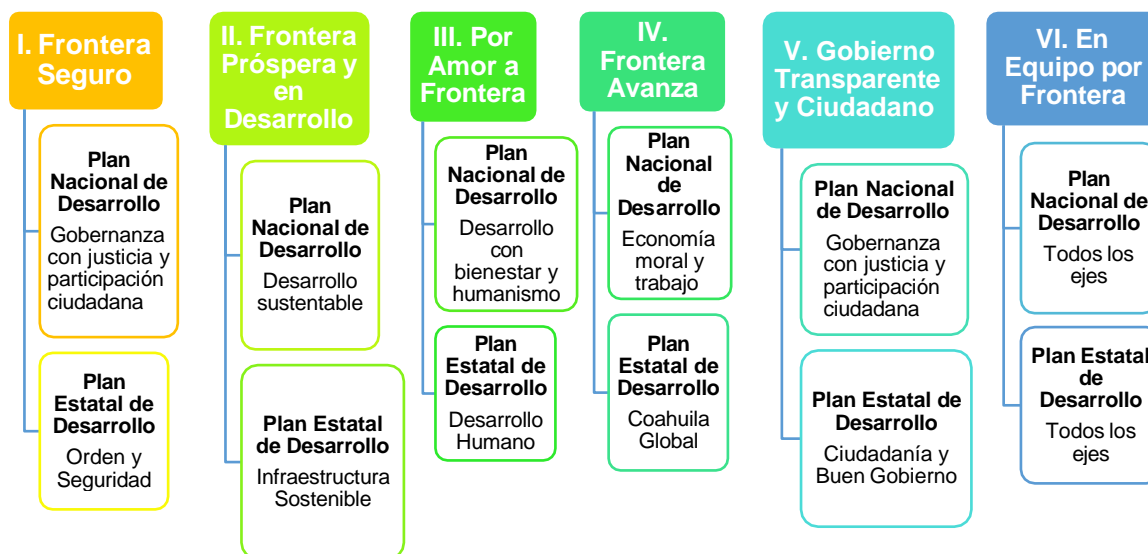 I. Frontera
Seguro
Plan
Nacional de
Desarrollo
Gobernanza
con justicia y
participación
ciudadana
Plan
Estatal de
Desarrollo
Orden y
Seguridad
II. Frontera
Próspera y
en
Desarrollo
Plan
Nacional de
Desarrollo
Desarrollo
sustentable
Plan Estatal
de Desarrollo
Infraestructura
Sostenible
III. Por
Amor a
Frontera
Plan
Nacional de
Desarrollo
Desarrollo
con
bienestar y
humanismo
Plan
Estatal de
Desarrollo
Desarrollo
Humano
IV.
Frontera
Avanza
Plan
Nacional
de
Desarrollo
Economía
moral y
trabajo
Plan
Estatal de
Desarrollo
Coahuila
Global
V. Gobierno
Transparente
y Ciudadano
Plan Nacional
de Desarrollo
Gobernanza
con justicia y
participación
ciudadana
Plan Estatal de
Desarrollo
Ciudadanía y
Buen Gobierno
VI. En
Equipo por
Frontera
Plan
Nacional de
Desarrollo
Todos los
ejes
Plan Estatal
de
Desarrollo
Todos los
ejes